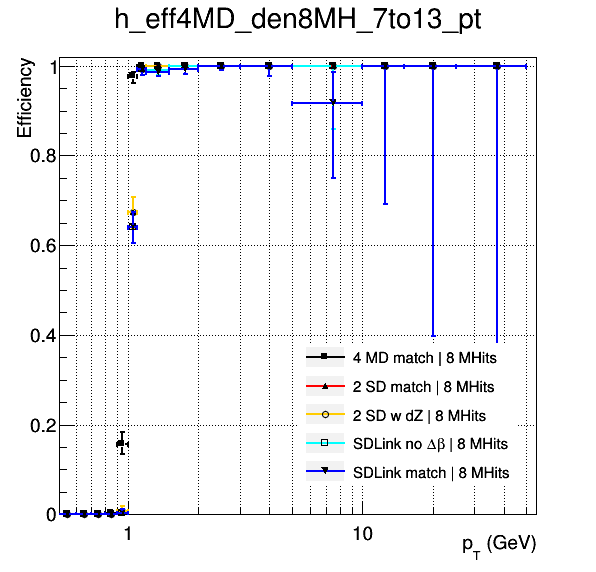 h_eff4MD_den8MH_7to13_pt
Efficiency
1
0.8
0.6
0.4
0.2
0
4 MD match | 8 MHits
2 SD match | 8 MHits
2 SD w dZ | 8 MHits
SDLink no Δβ | 8 MHits
SDLink match | 8 MHits
1
10
p_T (GeV)